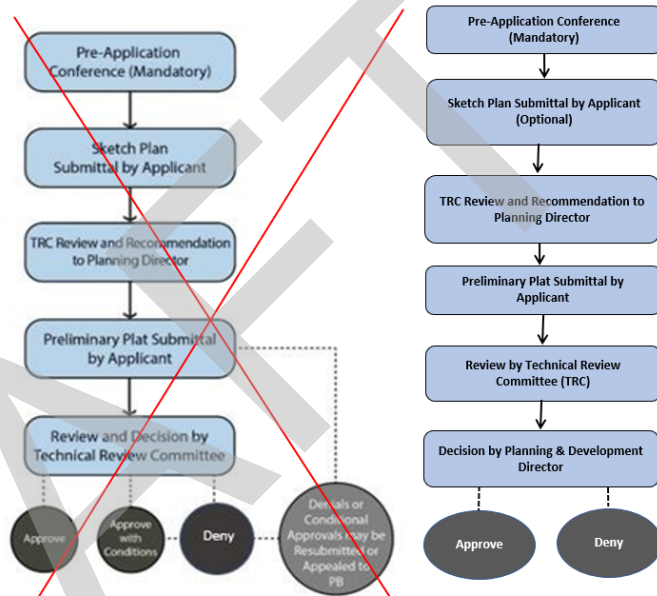 Pre-Application
Conference (Mandatory)
Sketch Plan
Submittal by Applicant
TRC Review and Recommendation
to Planning Director
Preliminary Plat Submittal
by Applicant
Review and Decision by
Technical Review Committee
Approve
Approve
with
Conditions
Deny
Denials or
Conditional
Approvals may be
Resubmitted or
Appealed to
PB
Pre-Application Conference
(Mandatory)
Sketch Plan Submittal by Applicant
(Optional)
TRC Review and Recommendation to
Planning Director
Preliminary Plat Submittal by
Applicant
Review by Technical Review
Committee (TRC)
Decision by Planning & Development
Director
Approve
Deny
AFT